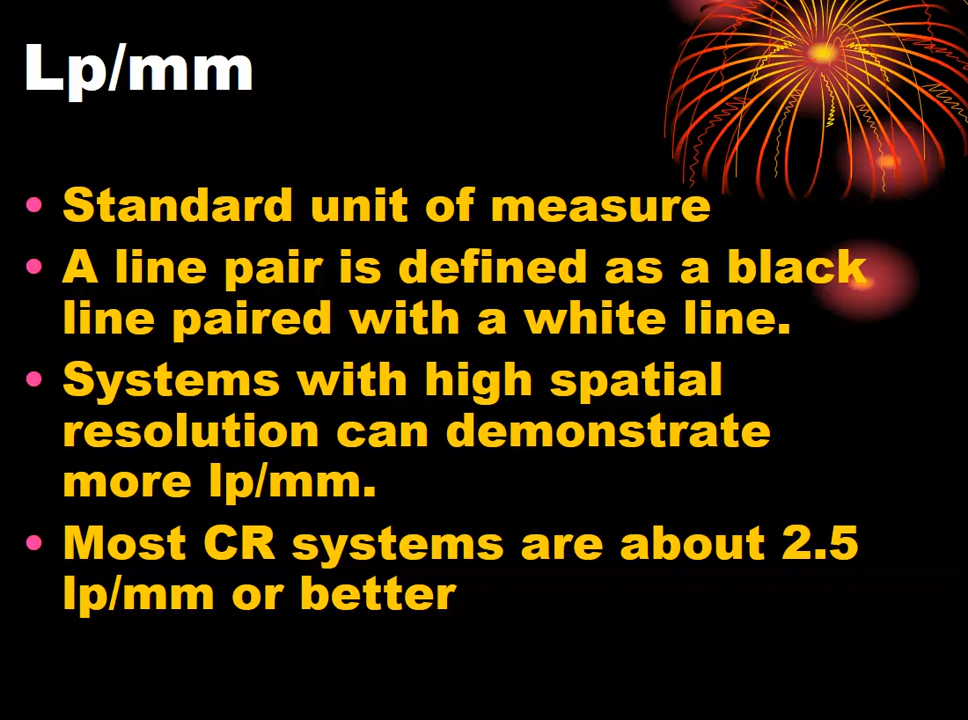 Lp/mm
• Standard unit of measure
• A line pair is defined as a black
line paired with a white line.
• Systems with high spatial
resolution can demonstrate
more lp/mm.
• Most CR systems are about 2.5
lp/mm or better